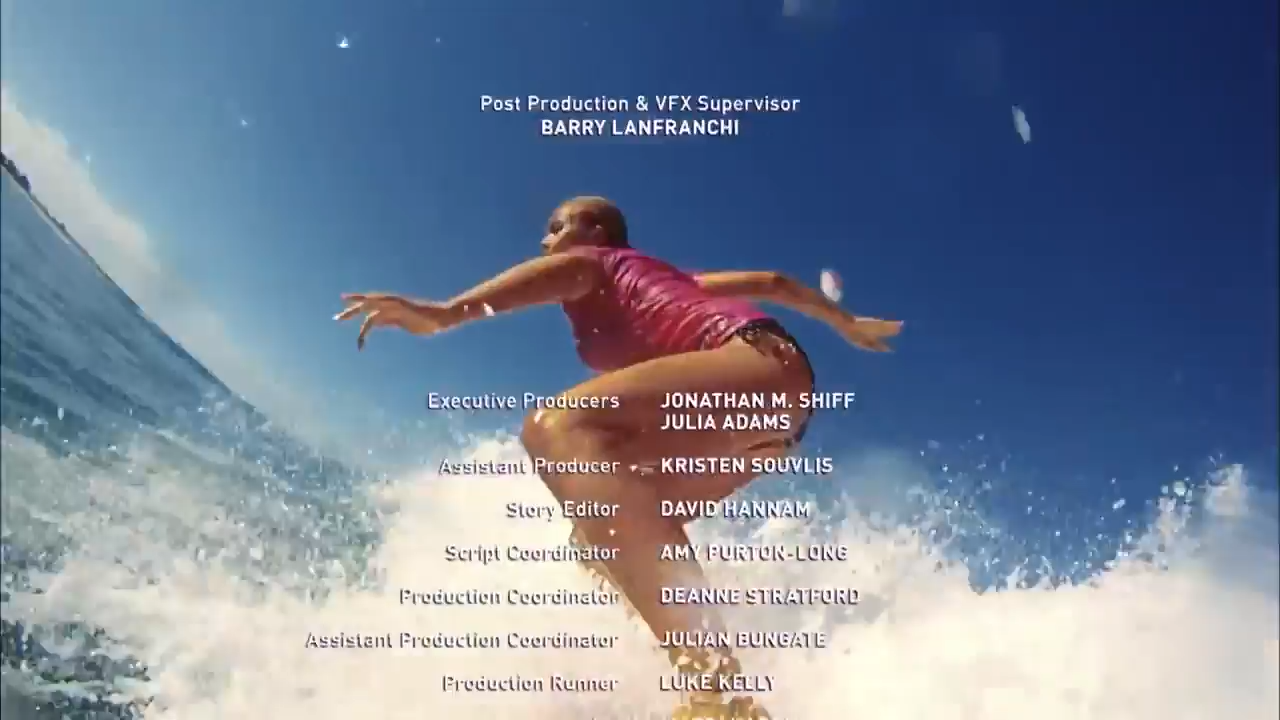 Post Production & VFX Supervisor
BARRY LANFRANCHI
Executive Producers JONATHAN M. SHIFF
JULIA ADAMS
Assistant Producer KRISTEN SOUVLIS
Story Editor DAVID HANNAM
Script Coordinator AMY PURTON-LONG
Production Coordinator DEANNE STRATFORD
Assistant Production Coordinator JULIAN BUNGATE
Production Runner LUKE KELLY